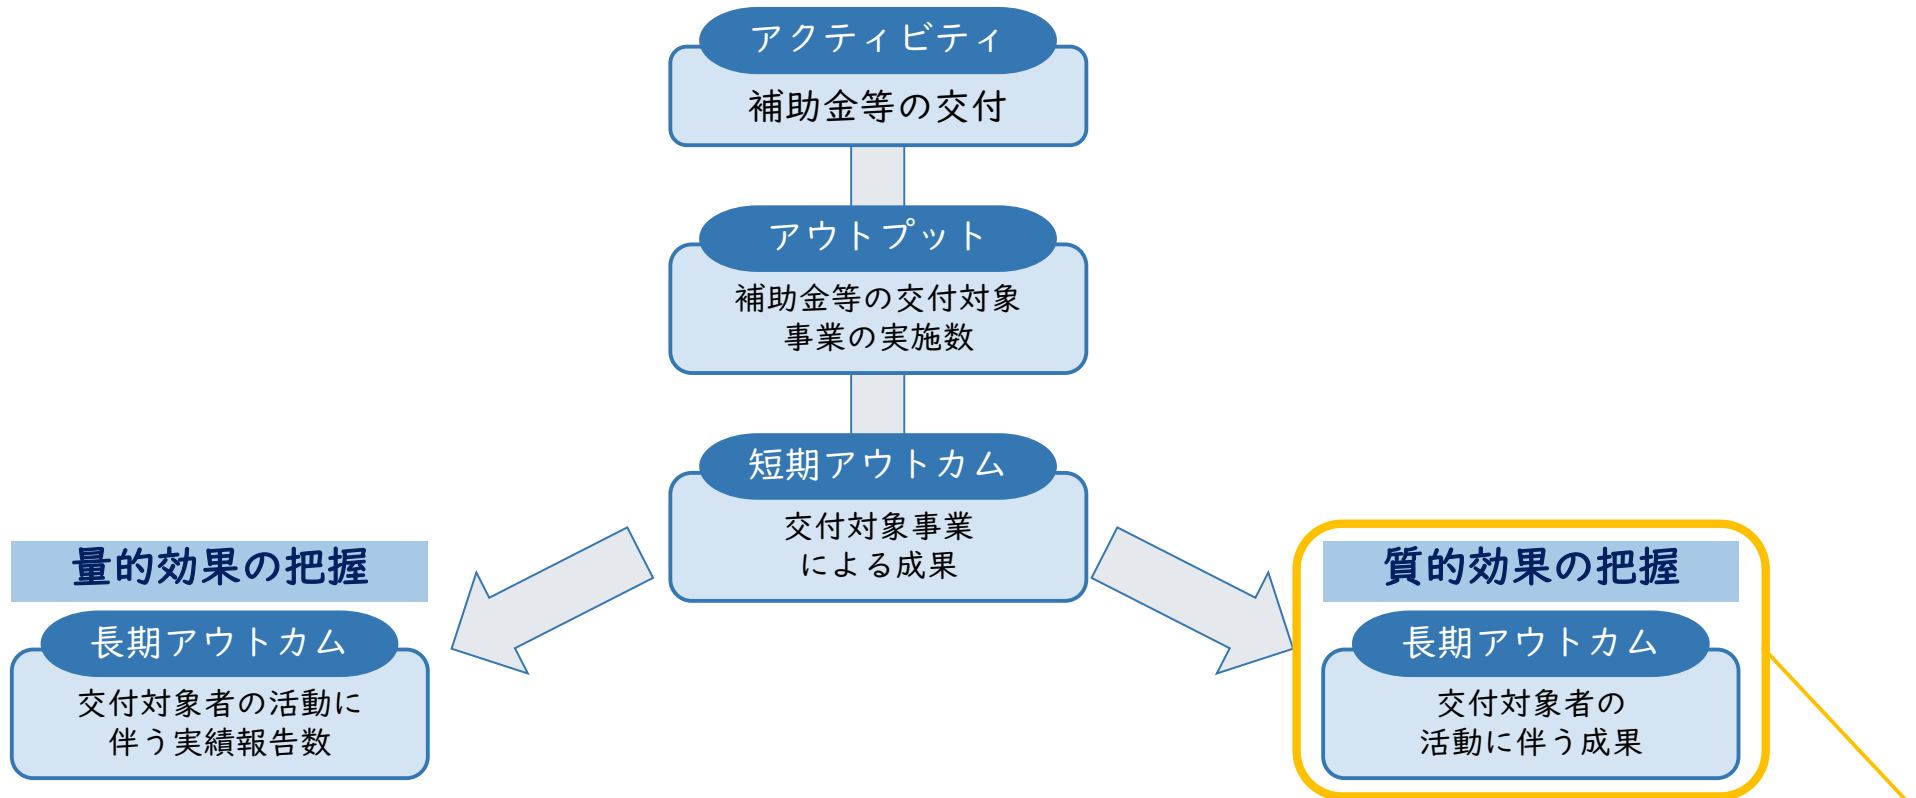 アクティビティ
補助金等の交付
アウトプット
補助金等の交付対象
事業の実施数
短期アウトカム
交付対象事業
による成果
量的効果の把握
長期アウトカム
交付対象者の活動に
伴う実績報告数
質的効果の把握
長期アウトカム
交付対象者の
活動に伴う成果